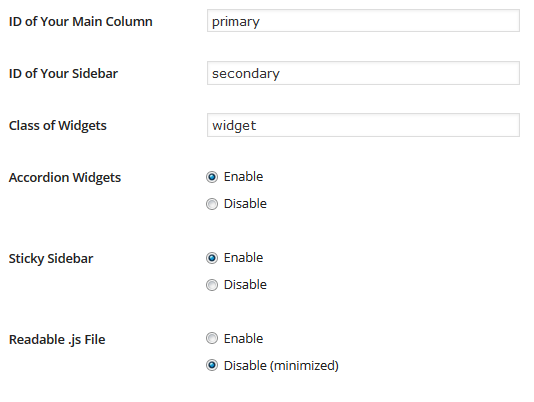 ID of Your Main Column primary
ID of Your Sidebar secondary
Class of Widgets widget
Accordion Widgets Enable
Disable
Sticky Sidebar Enable
Disable
Readable .js File Enable
Disable (minimized)